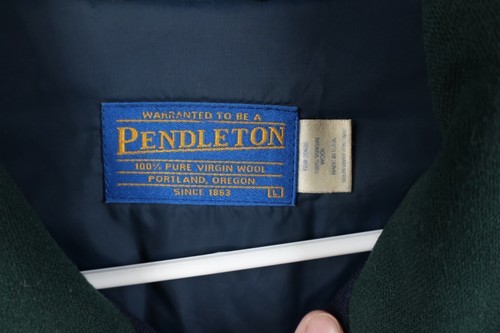 WARRANTED TO BE A
PENDLETON
100% PURE VIRGIN WOOL
PORTLAND, OREGON
SINCE 1863
L